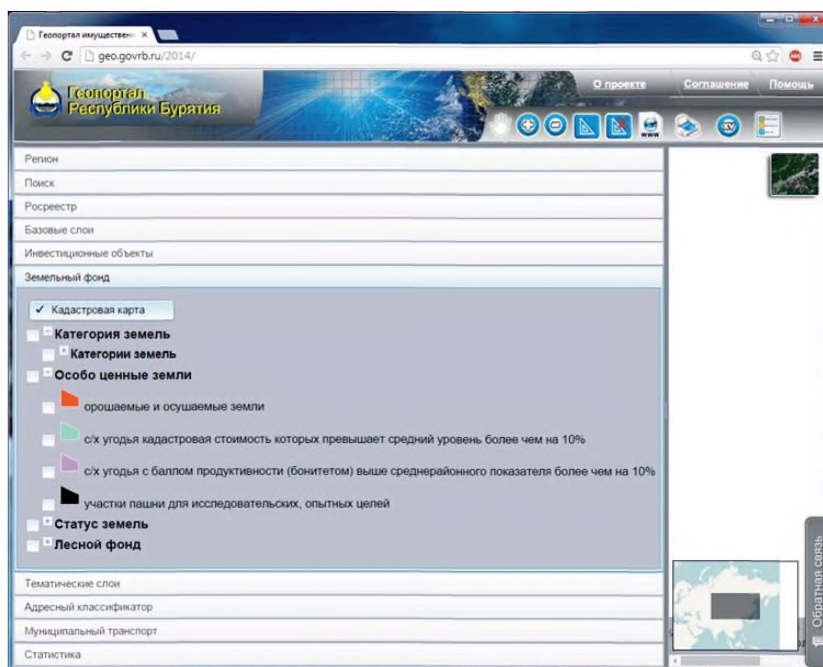 Геопортал имуществен
geo.govrb.ru/2014/
Геопортал
Республики Бурятия
О проекте Соглашение Помощь
www
Регион
Поиск
Росреестр
Базовые слои
Инвестиционные объекты
Земельный фонд
Кадастровая карта
Категория земель
Категории земель
Особо ценные земли
орошаемые и осушаемые земли
с/х угодья кадастровая стоимость которых превышает средний уровень более чем на 10%
с/х угодья с баллом продуктивности (бонитетом) выше среднерайонного показателя более чем на 10%
участки пашни для исследовательских, опытных целей
Статус земель
Лесной фонд
Тематические слои
Адресный классификатор
Муниципальный транспорт
Статистика
Обратная связь